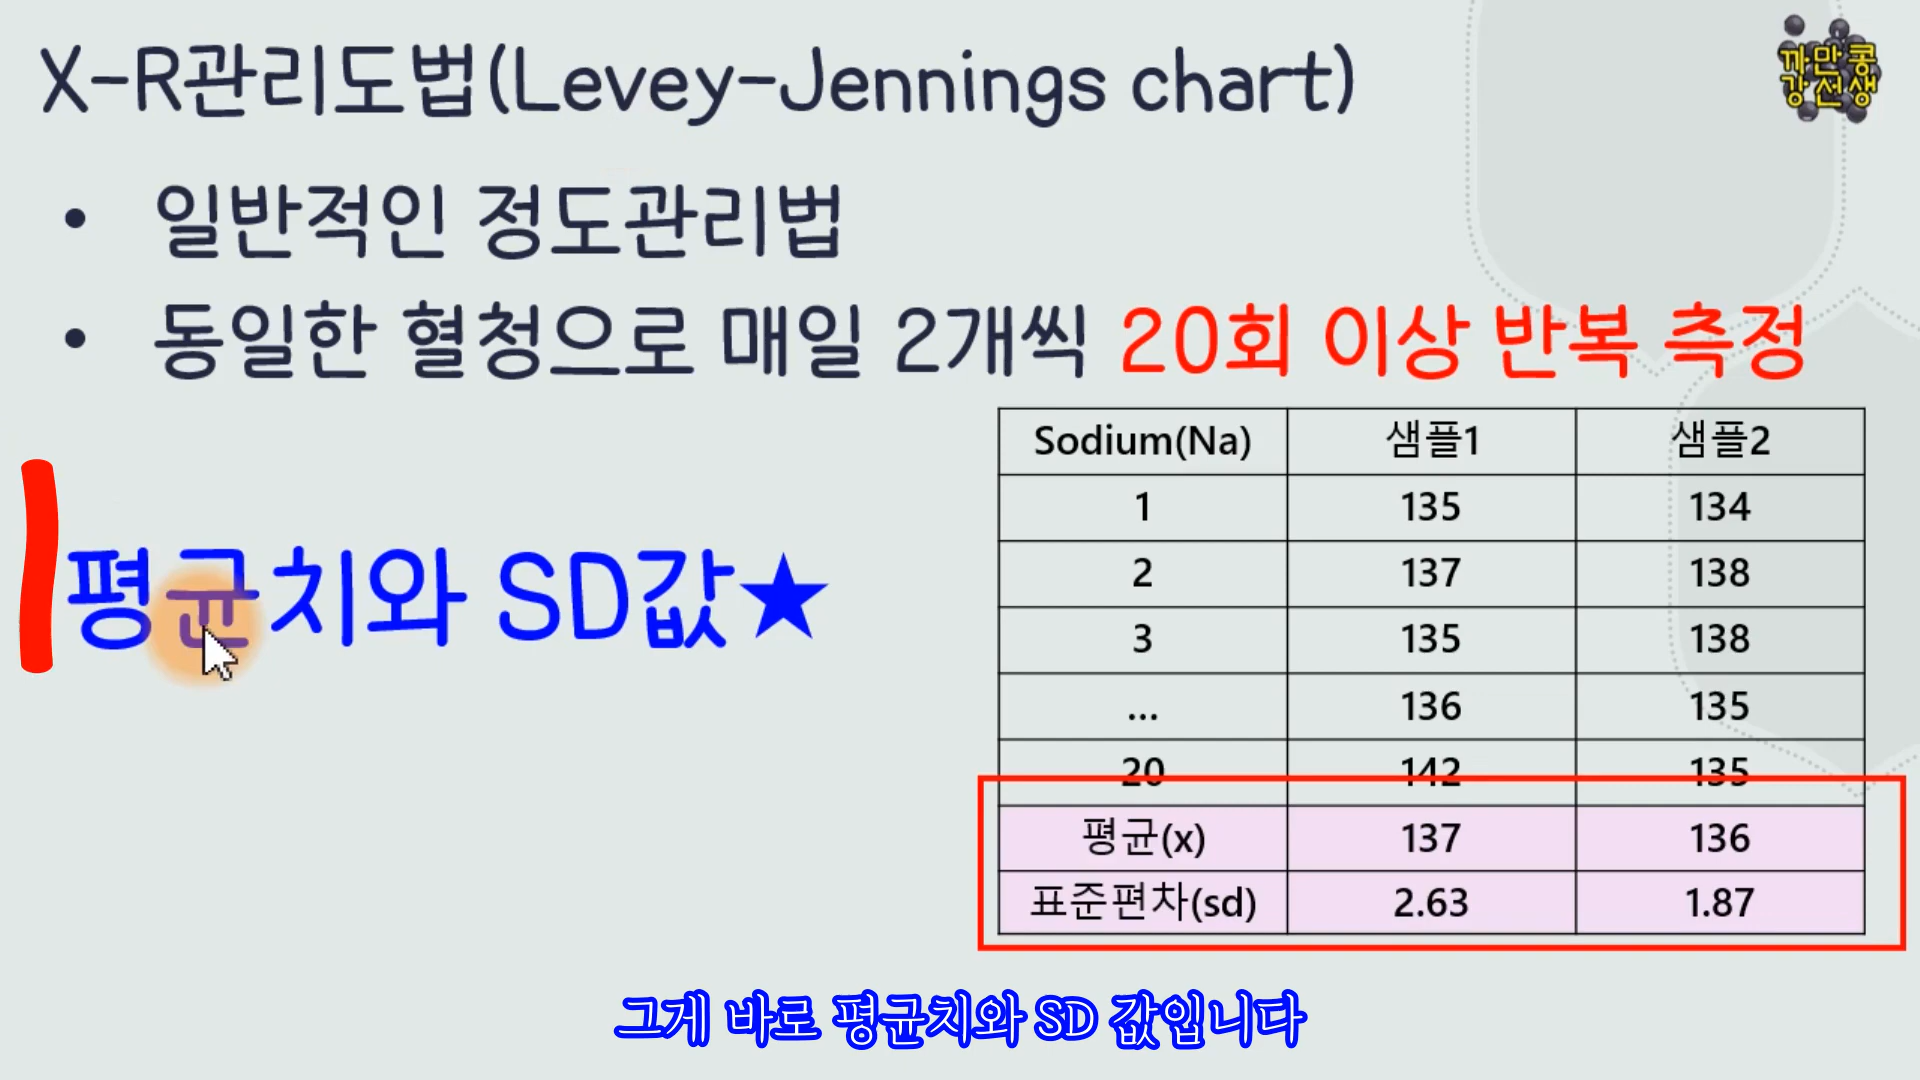 X-R관리도법(Levey-Jennings chart)
까만콩
강선생
• 일반적인 정도관리법
• 동일한 혈청으로 매일 2개씩 20회 이상 반복 측정
평균치와 SD값★
Sodium(Na) 샘플1 샘플2
1 135 134
2 137 138
3 135 138
... 136 135
20 142 135
평균(x) 137 136
표준편차(sd) 2.63 1.87
그게 바로 평균치와 SD 값입니다